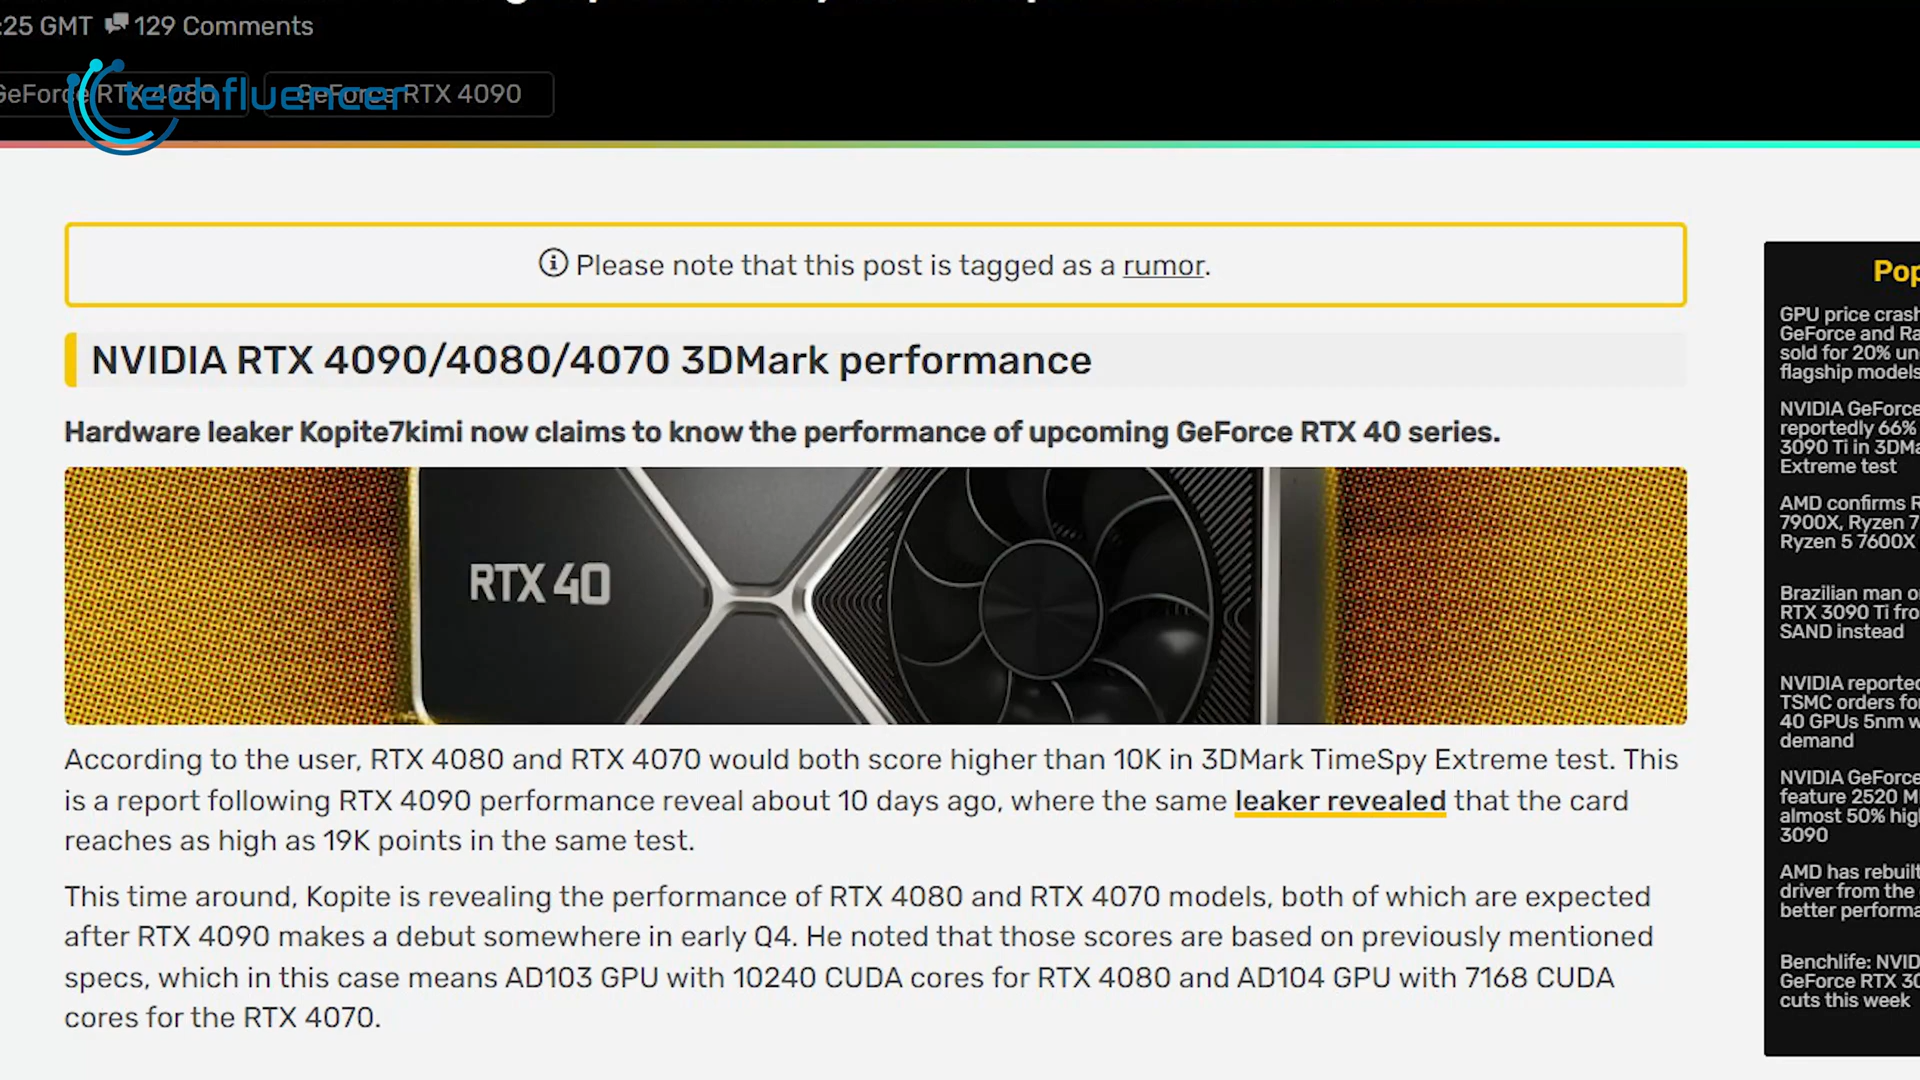 :25 GMT 129 Comments
GeForce RTX 4080 GeForce RTX 4090
techfluencer
Please note that this post is tagged as a rumor.
NVIDIA RTX 4090/4080/4070 3DMark performance
Hardware leaker Kopite7kimi now claims to know the performance of upcoming GeForce RTX 40 series.
RTX 40
According to the user, RTX 4080 and RTX 4070 would both score higher than 10K in 3DMark TimeSpy Extreme test. This
is a report following RTX 4090 performance reveal about 10 days ago, where the same leaker revealed that the card
reaches as high as 19K points in the same test.
This time around, Kopite is revealing the performance of RTX 4080 and RTX 4070 models, both of which are expected
after RTX 4090 makes a debut somewhere in early Q4. He noted that those scores are based on previously mentioned
specs, which in this case means AD103 GPU with 10240 CUDA cores for RTX 4080 and AD104 GPU with 7168 CUDA
cores for the RTX 4070.
Pop
GPU price crash
GeForce and Ra
sold for 20% un
flagship models
NVIDIA GeForce
reportedly 66%
3090 Ti in 3DMa
Extreme test
AMD confirms R
7900X, Ryzen 7
Ryzen 5 7600X
Brazilian man o
RTX 3090 Ti fro
SAND instead
NVIDIA reported
TSMC orders for
40 GPUs 5nm w
demand
NVIDIA GeForce
feature 2520 M
almost 50% hig
3090
AMD has rebuilt
driver from the
better performa
Benchlife: NVID
GeForce RTX 30
cuts this week